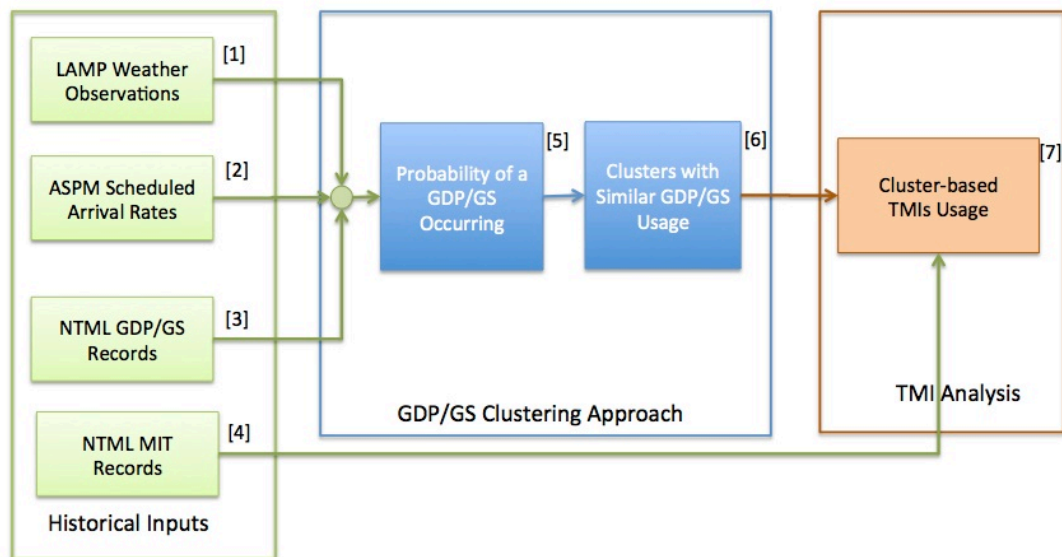 LAMP Weather
Observations
[1]
ASPM Scheduled
Arrival Rates
[2]
NTML GDP/GS
Records
[3]
NTML MIT
Records
[4]
Historical Inputs
Probability of a
GDP/GS
Occurring
[5]
Clusters with
Similar GDP/GS
Usage
[6]
GDP/GS Clustering Approach
Cluster-based
TMIs Usage
[7]
TMI Analysis